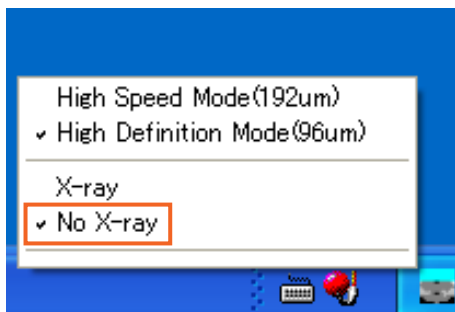 High Speed Mode(192um)
High Definition Mode(96um)
X-ray
No X-ray